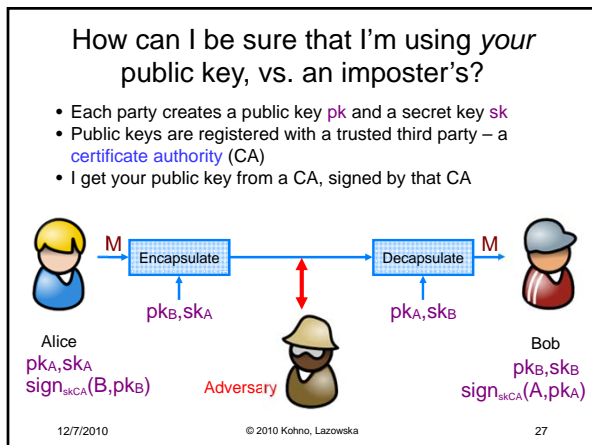 How can I be sure that I'm using your
public key, vs. an imposter's?
• Each party creates a public key pk and a secret key sk
• Public keys are registered with a trusted third party – a
certificate authority (CA)
• I get your public key from a CA, signed by that CA
M
Encapsulate
Decapsulate
M
pkB,skA
pkA,skB
Alice
Bob
pkA,skA
pkB,skB
signskCA(B,pkB)
Adversary
signskCA(A,pkA)
12/7/2010
© 2010 Kohno, Lazowska
27